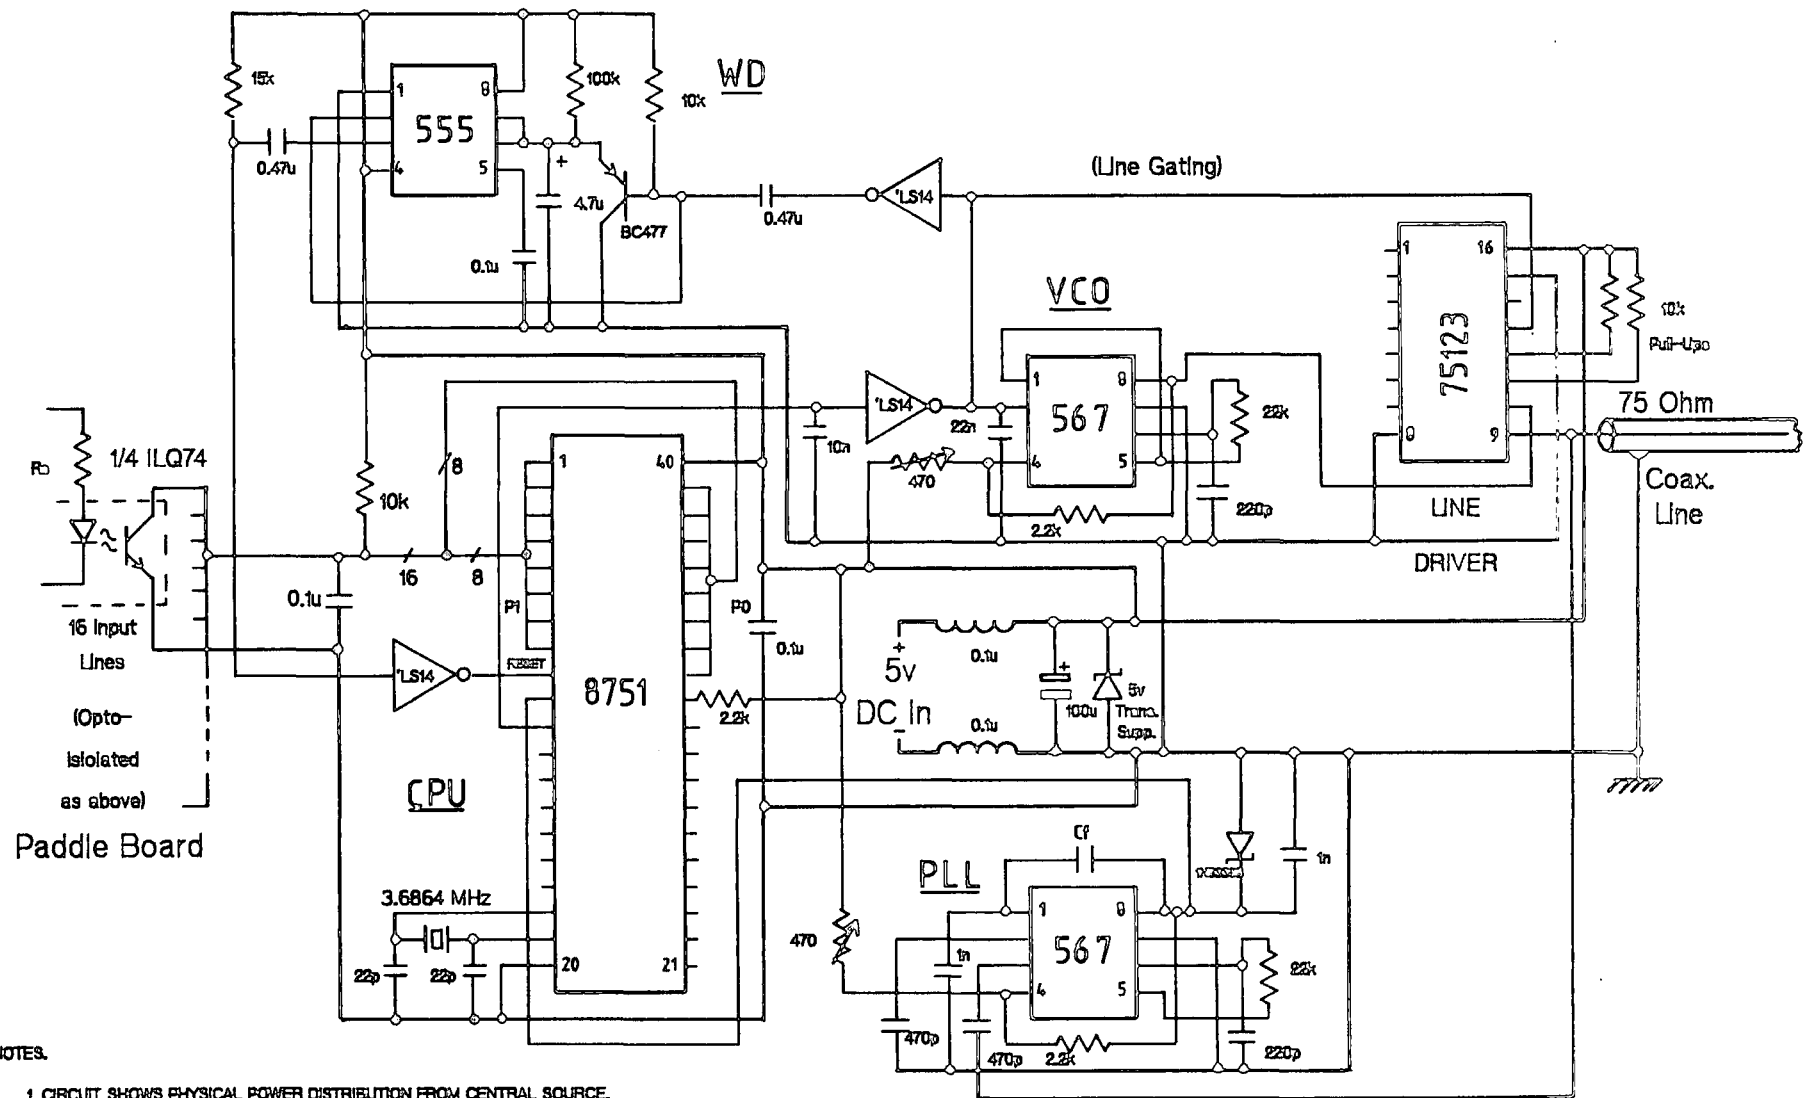 15k
1
8
555
4
5
100k
10k
WD
0.47u
+
4.7u
BC477
0.1u
0.47u
'LS14
(Line Gating)
1
16
75123
8
9
10k
Pull-Ups
VCO
'LS14
22n
10n
1
8
567
4
5
22k
470
2.2k
220p
LINE
DRIVER
75 Ohm
Coax.
Line
1/4 ILQ74
10k
8
16
8
0.1u
16 Input
Lines
(Opto-
isiolated
as above)
Paddle Board
'LS14
RESET
P1
P0
1
40
8751
20
21
0.1u
2.2k
CPU
3.6864 MHz
22p
22p
+
5v
DC In
-
0.1u
0.1u
+
100u
5v
Trans.
Supp.
PLL
Cf
1n
1
8
567
4
5
1n
470
470p
470p
2.2k
22k
220p
NOTES.
1 CIRCUIT SHOWS PHYSICAL POWER DISTRIBUTION FROM CENTRAL SOURCE.